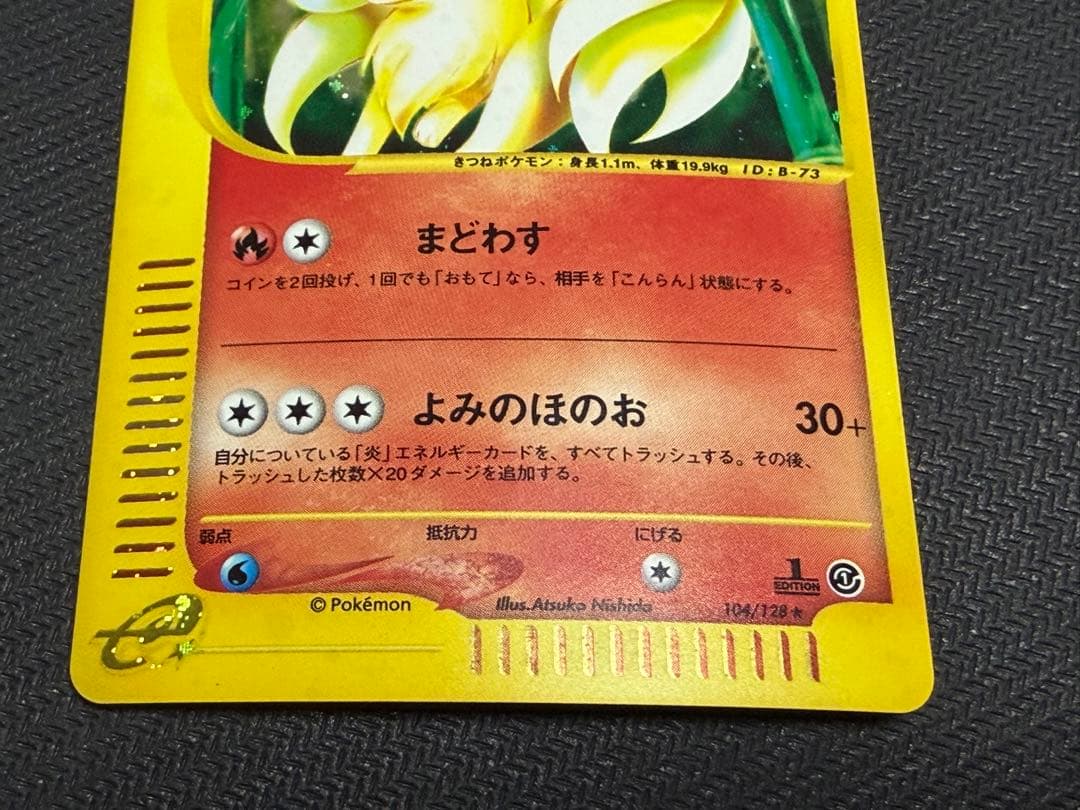 きつねポケモン：身長1.1m、体重19.9kg ID:B-73
まどわす
コインを2回投げ、1回でも「おもて」なら、相手を「こんらん」状態にする。
よみのほのお 30+
自分についている「炎」エネルギーカードを、すべてトラッシュする。その後、
トラッシュした枚数×20ダメージを追加する。
弱点 抵抗力 にげる
1
EDITION
© Pokémon Illus.Atsuko Nishida 104/128★